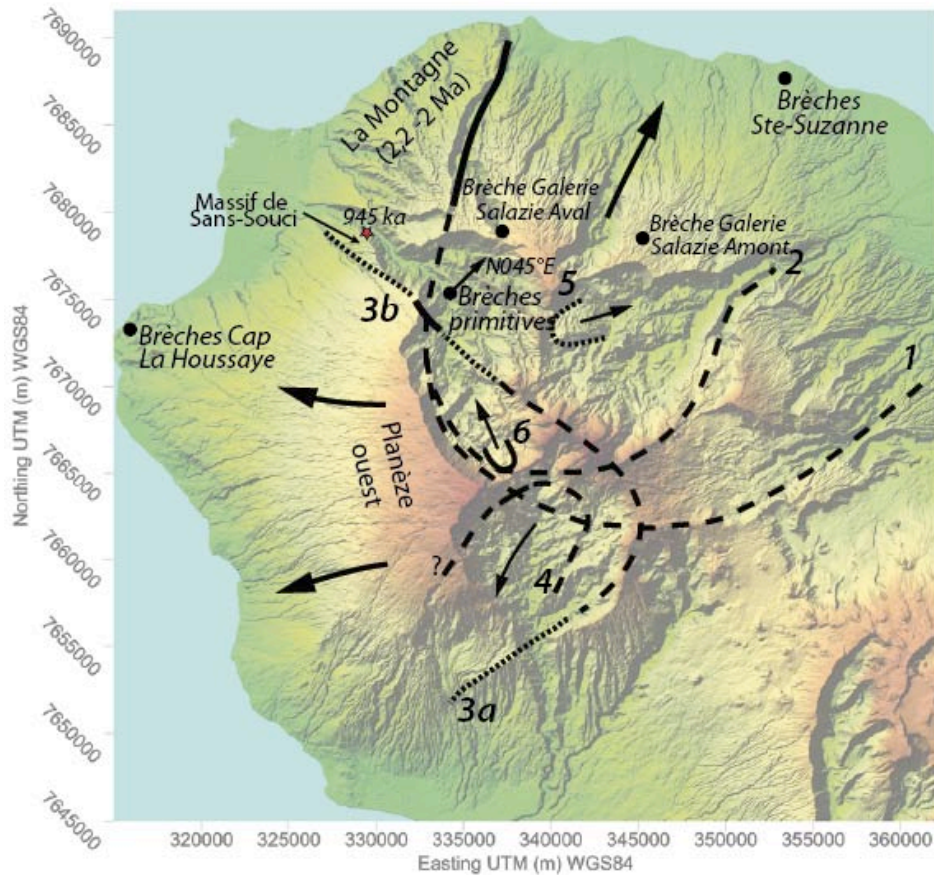 7690000
7685000
7680000
7675000
7670000
7665000
7660000
7655000
7650000
7645000
Northing UTM (m) WGS84
La Montagne
(2,2 -2 Ma)
Brèches
Ste-Suzanne
Massif de
Sans-Souci
945 ka
Brèche Galerie
Salazie Aval
Brèche Galerie
Salazie Amont
N045°E
Brèches
primitives
5
2
3b
Brèches Cap
La Houssaye
1
Planèze
ouest
6
?
4
3a
320000
325000
330000
335000
340000
345000
350000
355000
360000
Easting UTM (m) WGS84